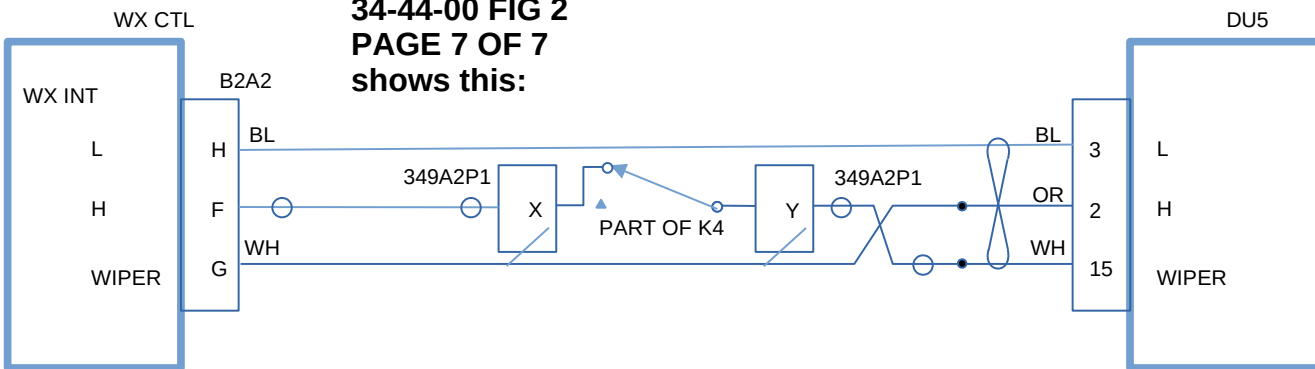 34-44-00 FIG 2
PAGE 7 OF 7
shows this:
WX CTL
DU5
B2A2
WX INT
BL
BL
L
H
3
L
349A2P1
349A2P1
H
F
X
Y
OR
2
H
PART OF K4
WH
WH
WIPER
G
15
WIPER